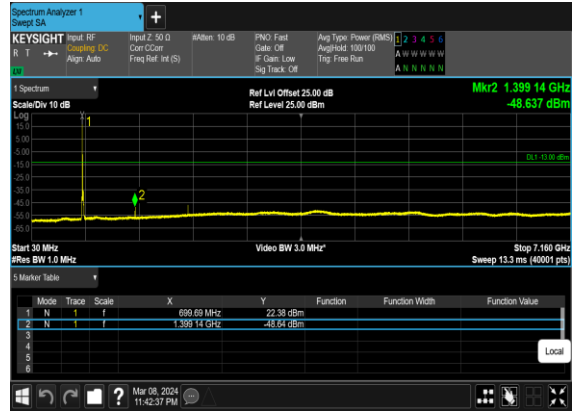 Spectrum Analyzer 1
Swept SA
+
KEYSIGHT Input: RF Input Z: 50 Ω #Atten: 10 dB PNO: Fast Avg Type: Power (RMS) 1 2 3 4 5 6
R T Coupling: DC Corr CCorr Gate: Off Avg|Hold: 100/100 A W W W W W
Align: Auto Freq Ref: Int (S) IF Gain: Low Trig: Free Run
Sig Track: Off A N N N N N
1 Spectrum Ref Lvl Offset 25.00 dB Mkr2 1.399 14 GHz
Scale/Div 10 dB Ref Level 25.00 dBm -48.637 dBm
Log
15.0
5.00
-5.00
-15.0
-25.0
-35.0
-45.0
-55.0
-65.0
1
2
DL1 -13.00 dBm
Start 30 MHz Video BW 3.0 MHz* Stop 7.160 GHz
#Res BW 1.0 MHz Sweep 13.3 ms (40001 pts)
5 Marker Table
Mode Trace Scale X Y Function Function Width Function Value
1 N 1 f 699.69 MHz 22.38 dBm
2 N 1 f 1.399 14 GHz -48.64 dBm
3
4
5
6
Local
? Mar 08, 2024
11:42:37 PM